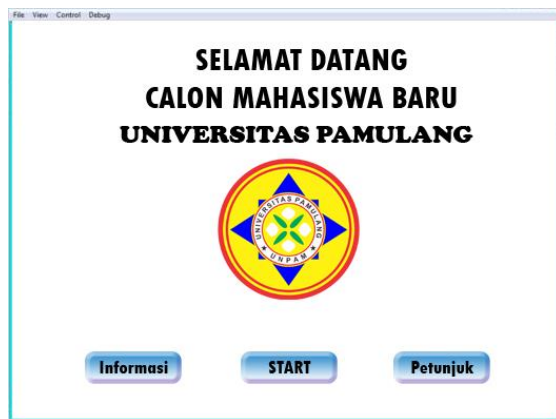 File View Control Debug
SELAMAT DATANG
CALON MAHASISWA BARU
UNIVERSITAS PAMULANG
UNIVERSITAS PAMULANG
★ UNPAM ★
Informasi START Petunjuk